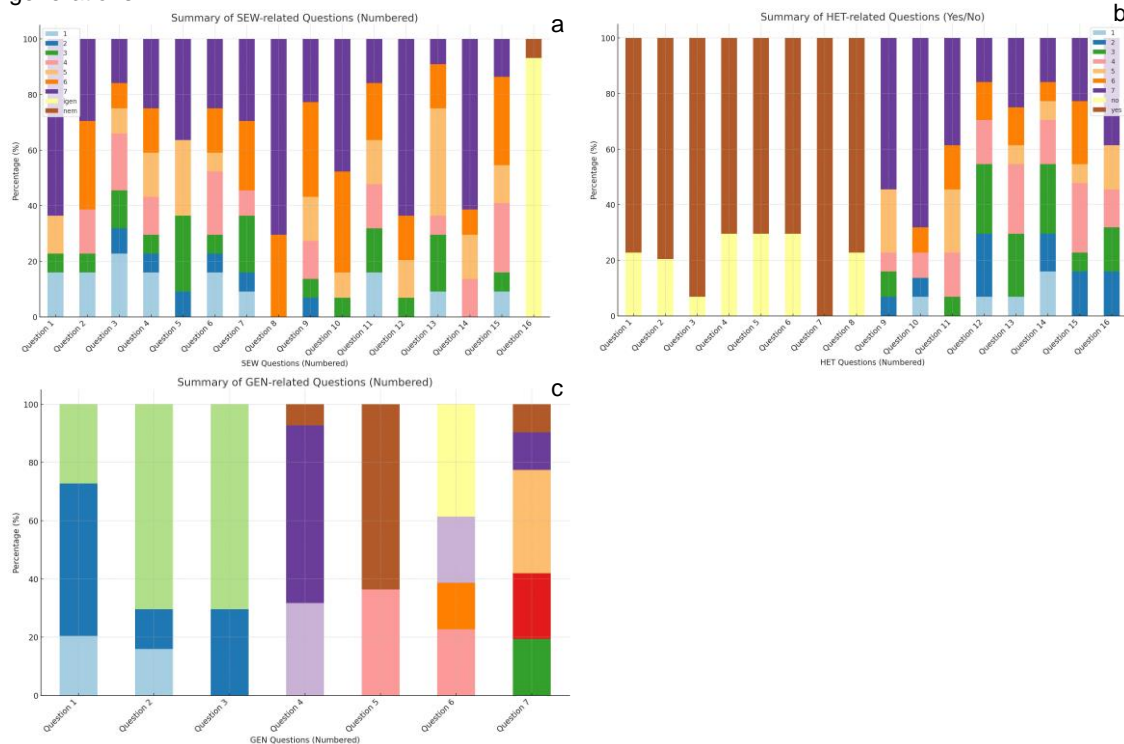 generations
Summary of SEW-related Questions (Numbered)
a
100
80
60
40
20
0
Percentage (%)
1
2
3
4
5
6
7
igen
nem
Question 1
Question 2
Question 3
Question 4
Question 5
Question 6
Question 7
Question 8
Question 9
Question 10
Question 11
Question 12
Question 13
Question 14
Question 15
Question 16
SEW Questions (Numbered)
Summary of HET-related Questions (Yes/No)
b
100
80
60
40
20
0
Percentage (%)
1
2
3
4
5
6
7
no
yes
Question 1
Question 2
Question 3
Question 4
Question 5
Question 6
Question 7
Question 8
Question 9
Question 10
Question 11
Question 12
Question 13
Question 14
Question 15
Question 16
HET Questions (Numbered)
Summary of GEN-related Questions (Numbered)
c
100
80
60
40
20
0
Percentage (%)
Question 1
Question 2
Question 3
Question 4
Question 5
Question 6
Question 7
GEN Questions (Numbered)